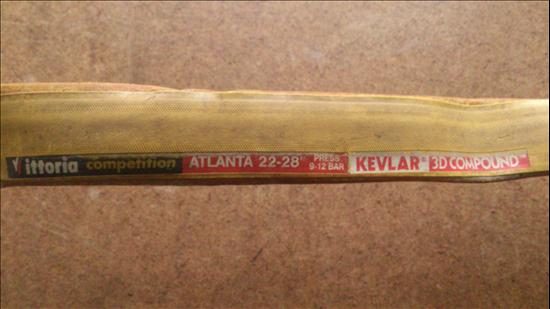 Vittoria competition ATLANTA 22-28" PRESS 9-12 BAR KEVLAR® 3D COMPOUND